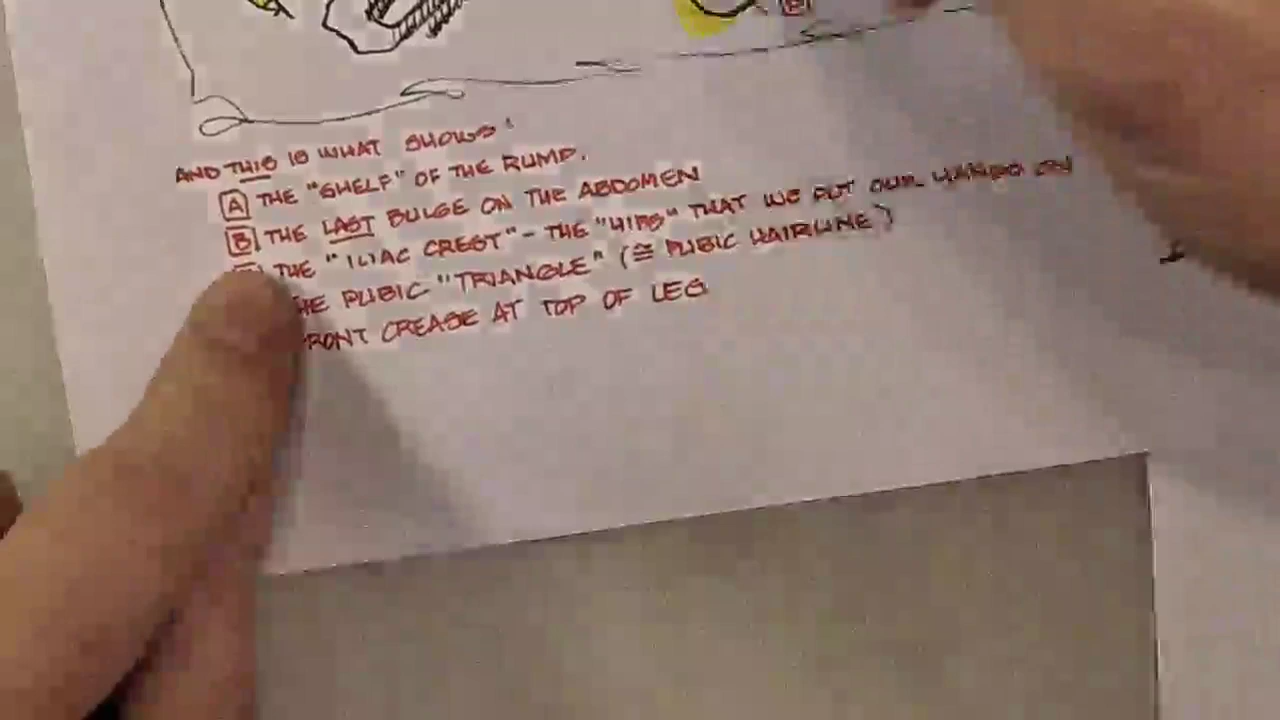 B
AND THIS IS WHAT SHOWS:
A THE "SHELF" OF THE RUMP.
B THE LAST BULGE ON THE ABDOMEN
THE "ILIAC CREST" - THE "HIPS" THAT WE PUT OUR HANDS ON
HE PUBIC "TRIANGLE" (≅ PUBIC HAIRLINE)
FRONT CREASE AT TOP OF LEG